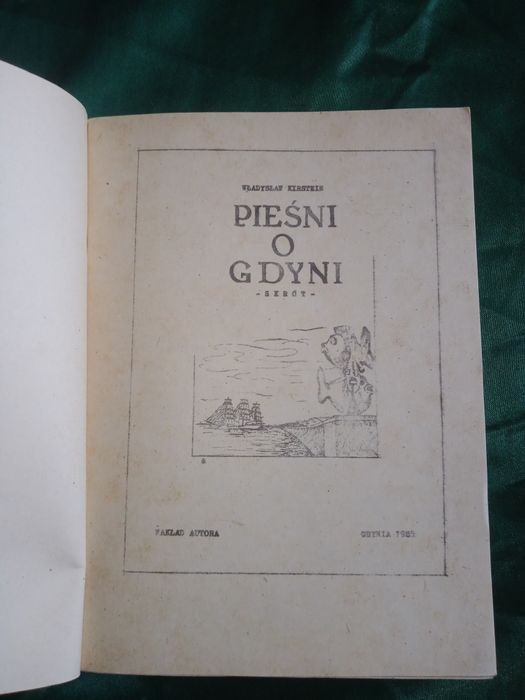 WŁADYSŁAW KIRSTEIN
PIEŚNI
O
GDYNI
- SKRÓT -
NAKŁAD AUTORA
GDYNIA